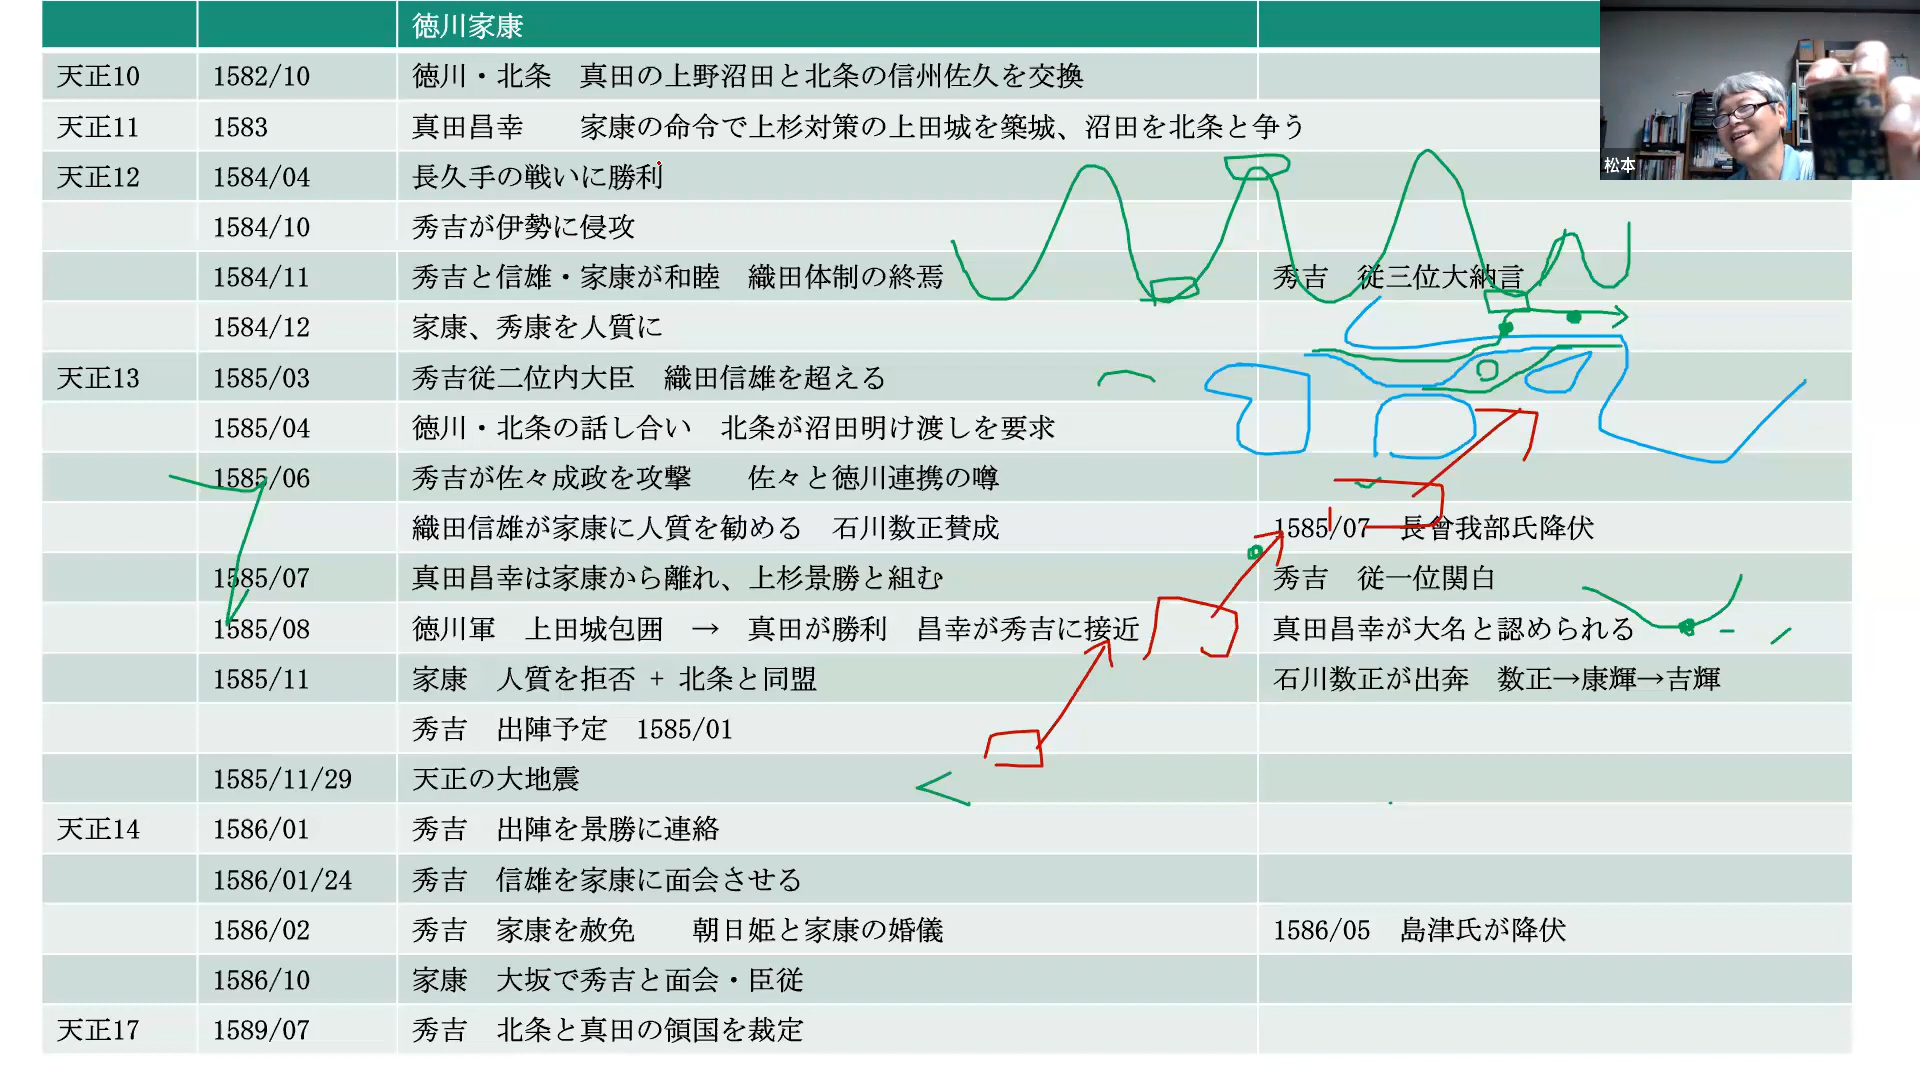 徳川家康
松本
天正10 1582/10 徳川・北条　真田の上野沼田と北条の信州佐久を交換
天正11 1583 真田昌幸　　家康の命令で上杉対策の上田城を築城、沼田を北条と争う
天正12 1584/04 長久手の戦いに勝利
1584/10 秀吉が伊勢に侵攻
1584/11 秀吉と信雄・家康が和睦　織田体制の終焉 秀吉　従三位大納言
1584/12 家康、秀康を人質に
天正13 1585/03 秀吉従二位内大臣　織田信雄を超える
1585/04 徳川・北条の話し合い　北条が沼田明け渡しを要求
1585/06 秀吉が佐々成政を攻撃　　佐々と徳川連携の噂
織田信雄が家康に人質を勧める　石川数正賛成 1585/07　長曾我部氏降伏
1585/07 真田昌幸は家康から離れ、上杉景勝と組む 秀吉　従一位関白
1585/08 徳川軍　上田城包囲　→　真田が勝利　昌幸が秀吉に接近 真田昌幸が大名と認められる
1585/11 家康　人質を拒否 + 北条と同盟 石川数正が出奔　数正→康輝→吉輝
秀吉　出陣予定　1585/01
1585/11/29 天正の大地震
天正14 1586/01 秀吉　出陣を景勝に連絡
1586/01/24 秀吉　信雄を家康に面会させる
1586/02 秀吉　家康を赦免　　朝日姫と家康の婚儀 1586/05　島津氏が降伏
1586/10 家康　大坂で秀吉と面会・臣従
天正17 1589/07 秀吉　北条と真田の領国を裁定